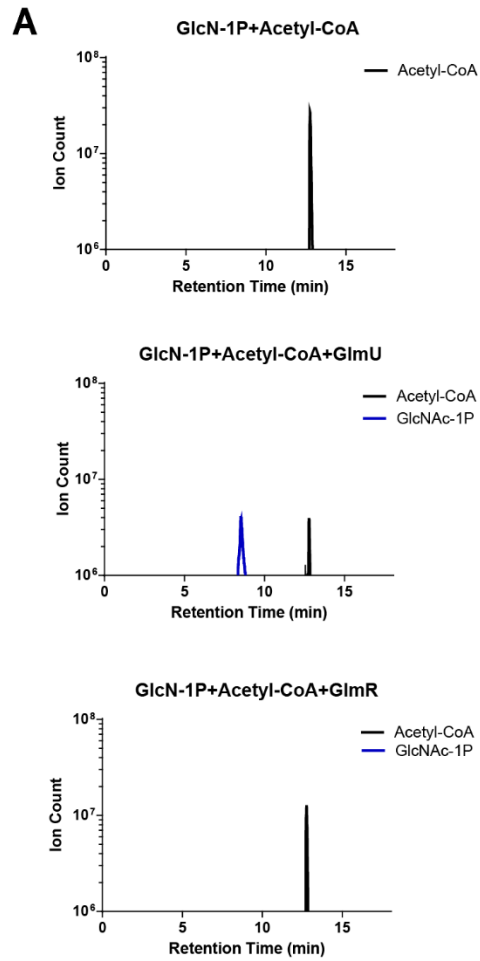 A
GlcN-1P+Acetyl-CoA
10⁸
10⁷
10⁶
Ion Count
Acetyl-CoA
0 5 10 15
Retention Time (min)
GlcN-1P+Acetyl-CoA+GlmU
10⁸
10⁷
10⁶
Ion Count
Acetyl-CoA
GlcNAc-1P
0 5 10 15
Retention Time (min)
GlcN-1P+Acetyl-CoA+GlmR
10⁸
10⁷
10⁶
Ion Count
Acetyl-CoA
GlcNAc-1P
0 5 10 15
Retention Time (min)